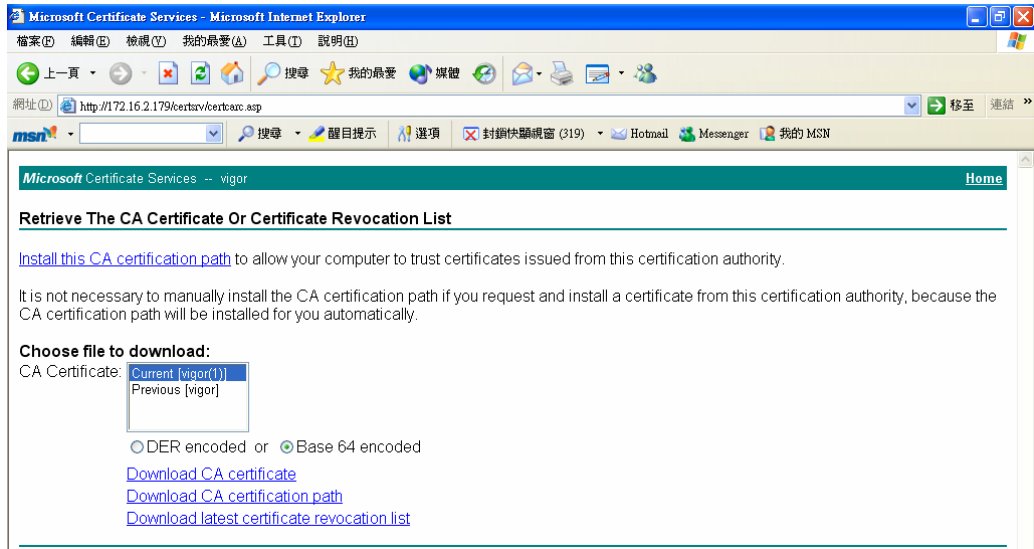 Microsoft Certificate Services - Microsoft Internet Explorer
檔案(F) 編輯(E) 檢視(V) 我的最愛(A) 工具(T) 說明(H)
上一頁 搜尋 我的最愛 媒體
網址(D) http://172.16.2.179/certsrv/certcarc.asp 移至 連結 »
msn 搜尋 醒目提示 選項 封鎖快顯視窗 (319) Hotmail Messenger 我的 MSN
Microsoft Certificate Services -- vigor Home
Retrieve The CA Certificate Or Certificate Revocation List
Install this CA certification path to allow your computer to trust certificates issued from this certification authority.
It is not necessary to manually install the CA certification path if you request and install a certificate from this certification authority, because the
CA certification path will be installed for you automatically.
Choose file to download:
CA Certificate: Current [vigor(1)]
Previous [vigor]
DER encoded or Base 64 encoded
Download CA certificate
Download CA certification path
Download latest certificate revocation list